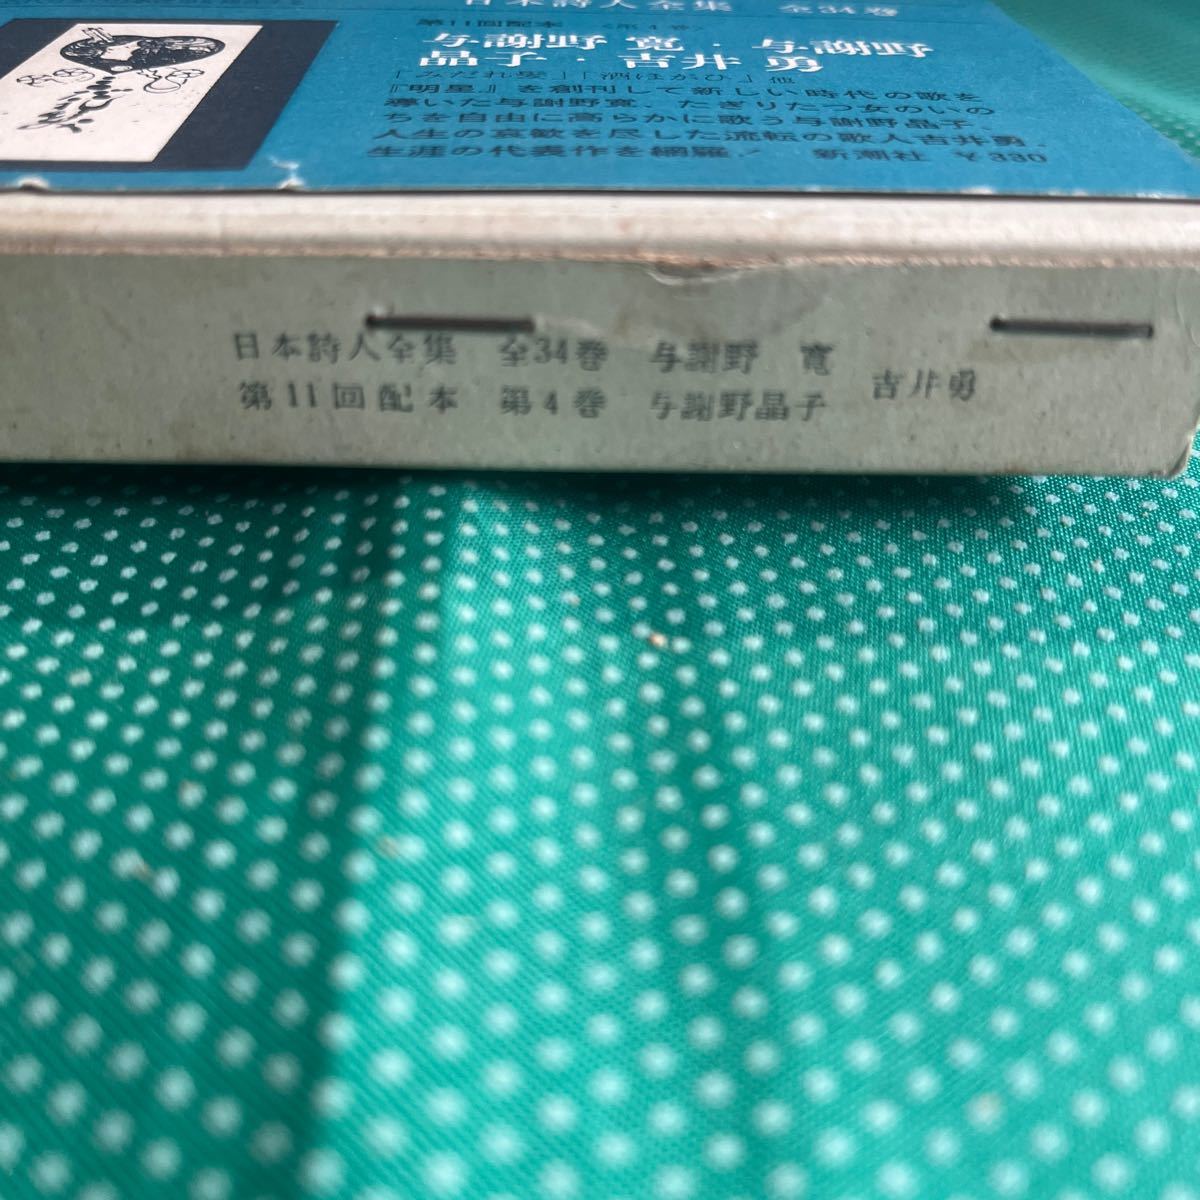 日本詩人全集 全34巻
第11回配本 〈第4巻〉
与謝野 寛・与謝野
晶子・吉井 勇
「みだれ髪」「酒ほがひ」他
『明星』を創刊して新しい時代の歌を
導いた与謝野寛、たぎりたつ女のいの
ちを自由に高らかに歌う与謝野晶子、
人生の哀歓を尽した流転の歌人吉井勇、
生涯の代表作を網羅! 新潮社 ¥330
日本詩人全集 全34巻 与謝野 寛
吉井勇
第11回配本 第4巻 与謝野晶子